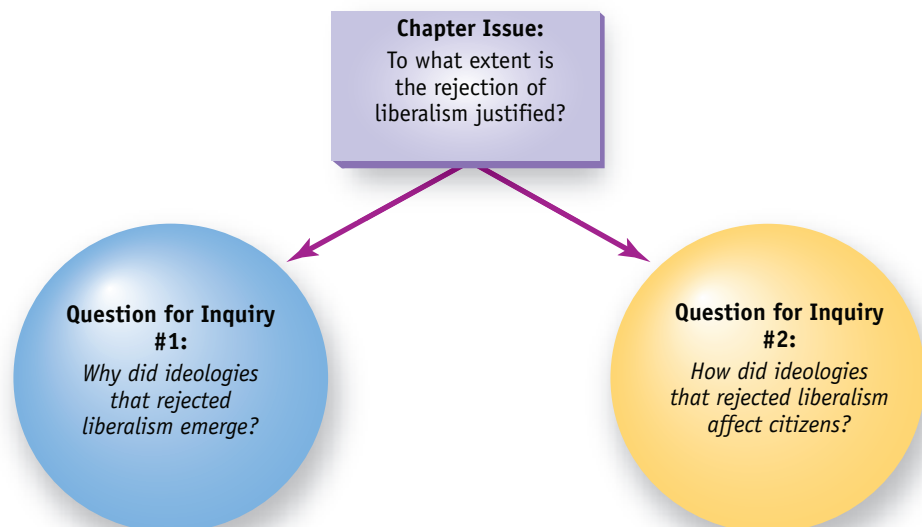 Chapter Issue:
To what extent is
the rejection of
liberalism justified?
Question for Inquiry
#1:
Why did ideologies
that rejected
liberalism emerge?
Question for Inquiry
#2:
How did ideologies
that rejected liberalism
affect citizens?